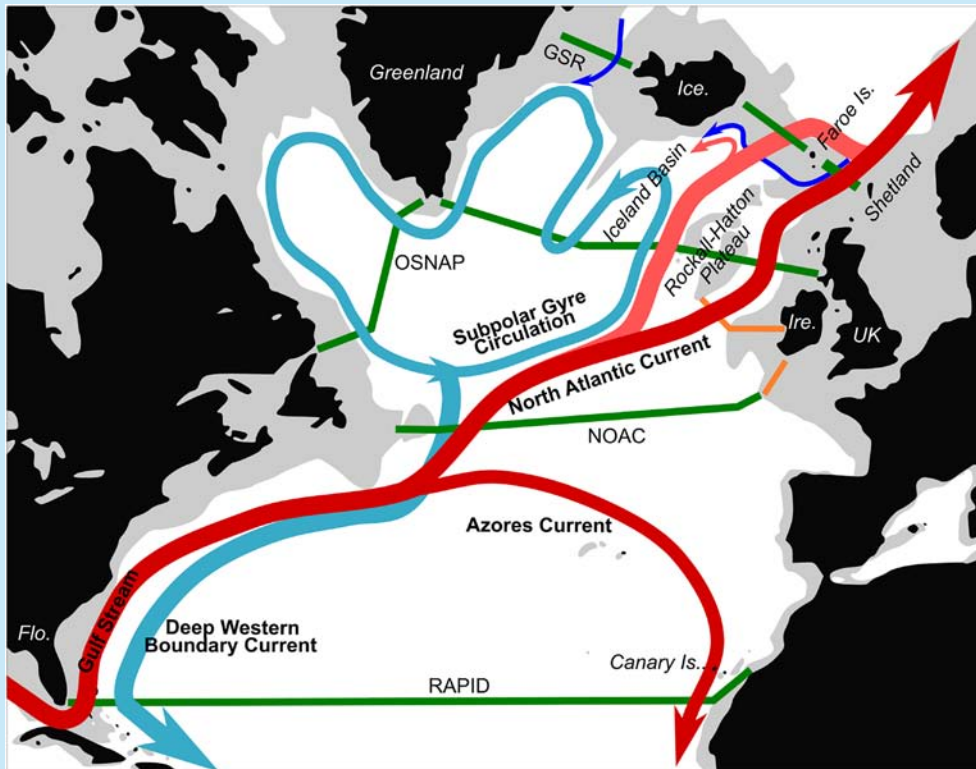 GSR
Greenland
Ice.
Faroe Is.
Shetland
Iceland Basin
Rockall-Hatton
Plateau
OSNAP
Subpolar Gyre
Circulation
Ire.
UK
North Atlantic Current
NOAC
Azores Current
Gulf Stream
Flo.
Deep Western
Boundary Current
Canary Is..
RAPID